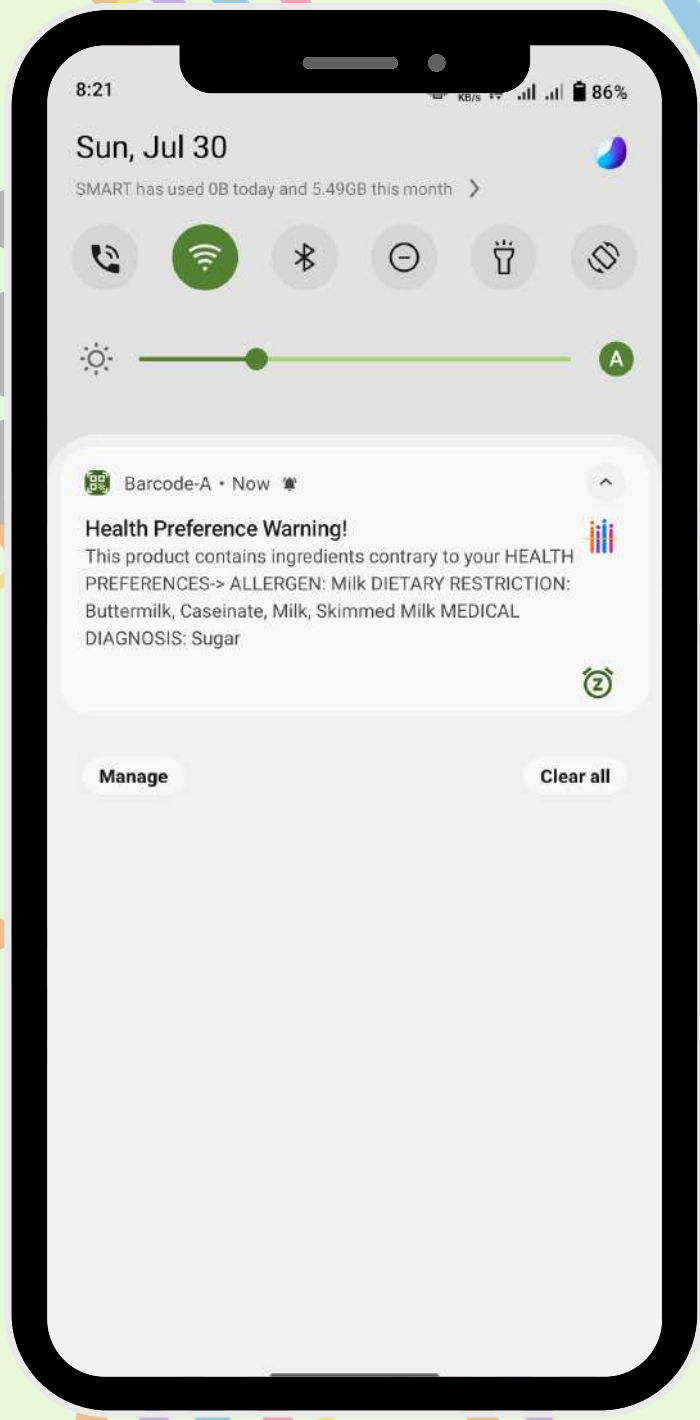 8:21
KB/s
86%
Sun, Jul 30
SMART has used 0B today and 5.49GB this month
A
Barcode-A • Now
Health Preference Warning!
This product contains ingredients contrary to your HEALTH
PREFERENCES-> ALLERGEN: Milk DIETARY RESTRICTION:
Buttermilk, Caseinate, Milk, Skimmed Milk MEDICAL
DIAGNOSIS: Sugar
Z
Manage
Clear all